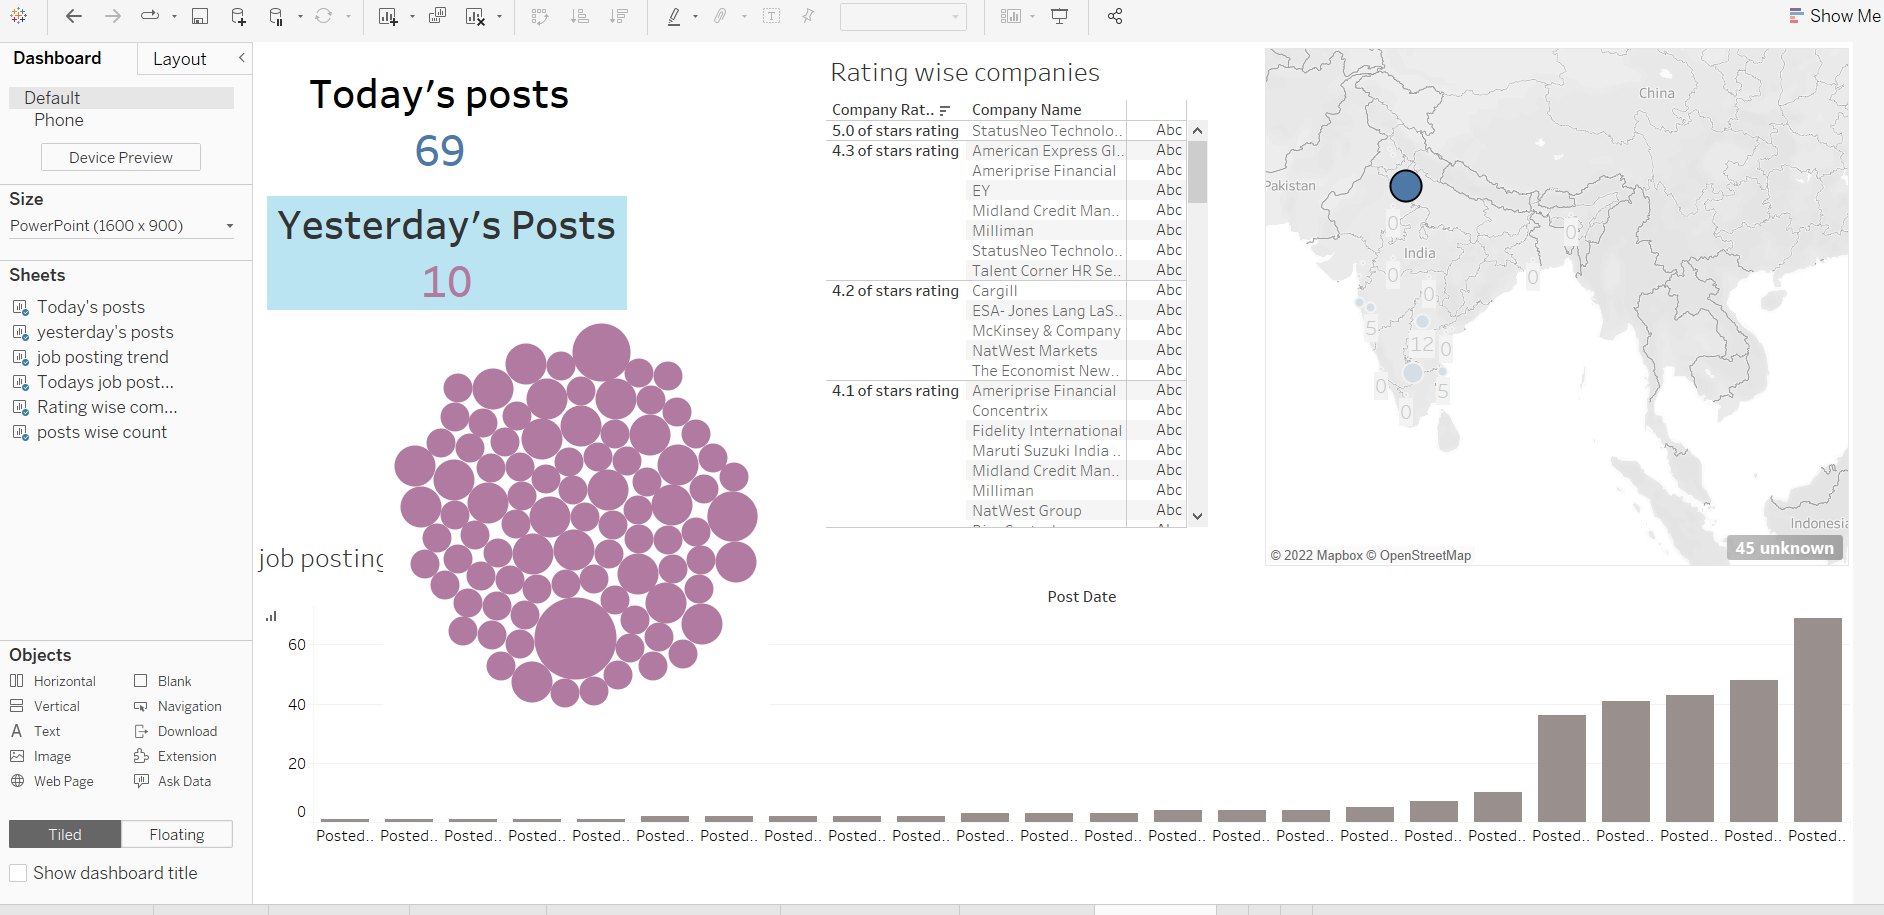 Show Me
Dashboard
Layout
Default
Phone
Device Preview
Size
PowerPoint (1600 x 900)
Sheets
Today's posts
yesterday's posts
job posting trend
Todays job post...
Rating wise com...
posts wise count
Objects
Horizontal
Blank
Vertical
Navigation
Text
Download
Image
Extension
Web Page
Ask Data
Tiled
Floating
Show dashboard title
Today's posts
69
Yesterday's Posts
10
job posting
Rating wise companies
Company Rat..
Company Name
5.0 of stars rating StatusNeo Technolo.. Abc
4.3 of stars rating American Express Gl.. Abc
Ameriprise Financial Abc
EY Abc
Midland Credit Man.. Abc
Milliman Abc
StatusNeo Technolo.. Abc
Talent Corner HR Se.. Abc
4.2 of stars rating Cargill Abc
ESA- Jones Lang LaS.. Abc
McKinsey & Company Abc
NatWest Markets Abc
The Economist New.. Abc
4.1 of stars rating Ameriprise Financial Abc
Concentrix Abc
Fidelity International Abc
Maruti Suzuki India .. Abc
Midland Credit Man.. Abc
Milliman Abc
NatWest Group Abc
China
Pakistan
0
0
India
0
0
0
5
12
0
0
5
0
Indonesia
45 unknown
© 2022 Mapbox © OpenStreetMap
Post Date
60
40
20
0
Posted.. Posted.. Posted.. Posted.. Posted.. Posted.. Posted.. Posted.. Posted.. Posted.. Posted.. Posted.. Posted.. Posted.. Posted.. Posted.. Posted.. Posted.. Posted.. Posted.. Posted.. Posted.. Posted.. Posted..